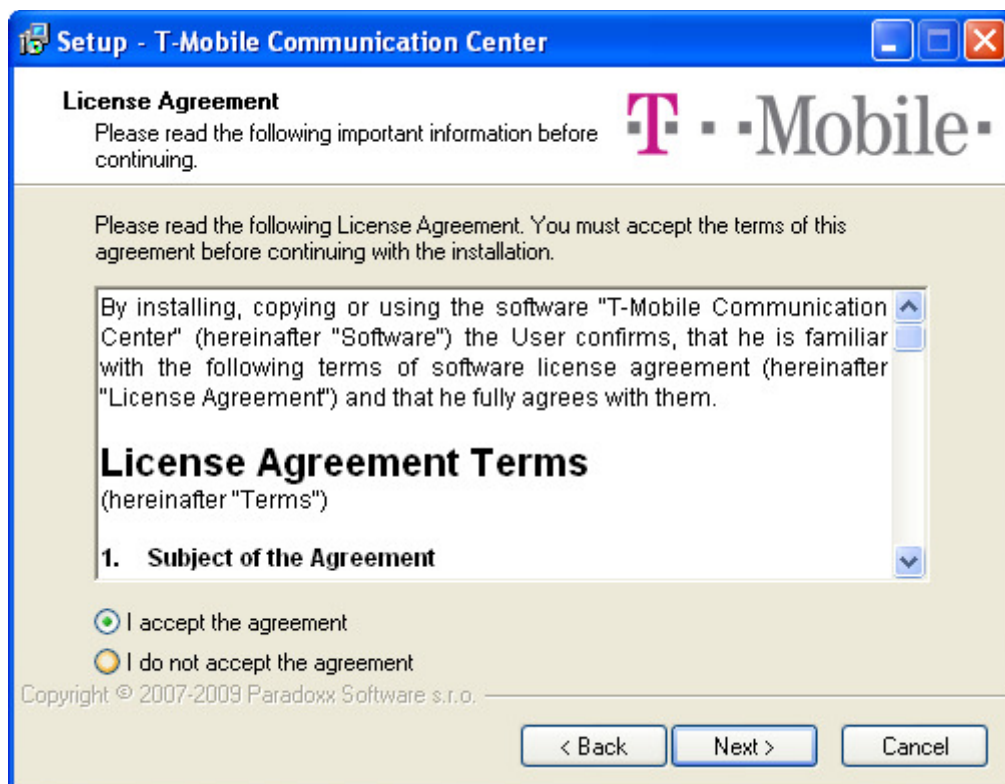 Setup - T-Mobile Communication Center
License Agreement
Please read the following important information before
continuing.
T · · Mobile ·
Please read the following License Agreement. You must accept the terms of this
agreement before continuing with the installation.
By installing, copying or using the software "T-Mobile Communication
Center" (hereinafter "Software") the User confirms, that he is familiar
with the following terms of software license agreement (hereinafter
"License Agreement") and that he fully agrees with them.
License Agreement Terms
(hereinafter "Terms")
1. Subject of the Agreement
I accept the agreement
I do not accept the agreement
Copyright © 2007-2009 Paradoxx Software s.r.o.
< Back Next > Cancel